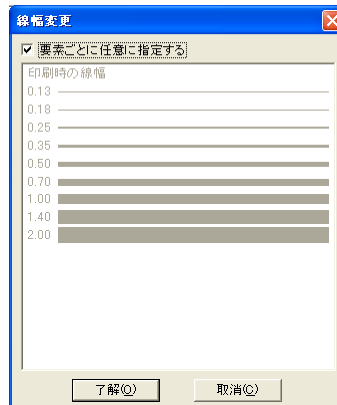 線幅変更
要素ごとに任意に指定する
印刷時の線幅
0.13
0.18
0.25
0.35
0.50
0.70
1.00
1.40
2.00
了解(O) 取消(C)